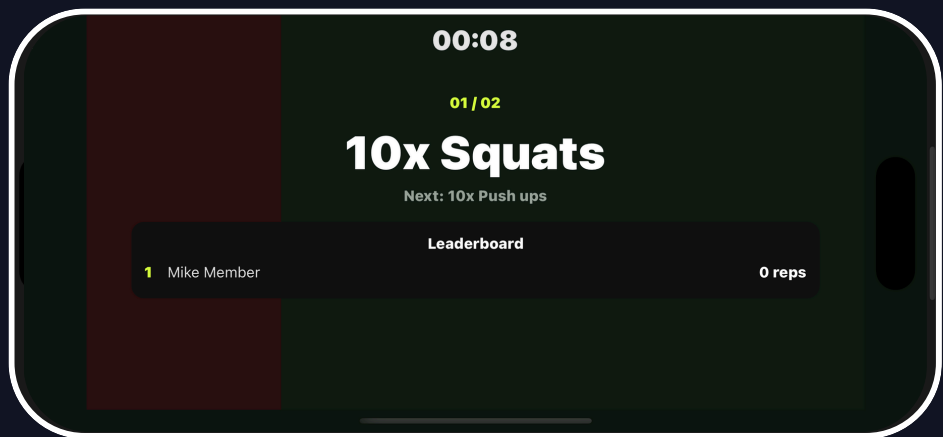 00:08
01 / 02
10x Squats
Next: 10x Push ups
Leaderboard
1 Mike Member 0 reps